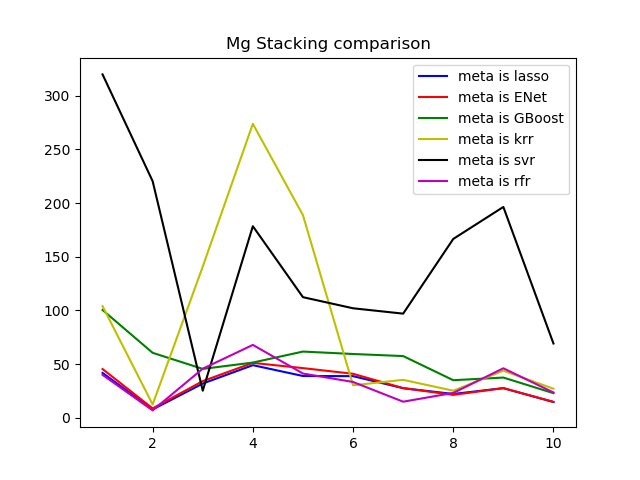 Mg Stacking comparison
meta is lasso
meta is ENet
meta is GBoost
meta is krr
meta is svr
meta is rfr
300
250
200
150
100
50
0
2
4
6
8
10